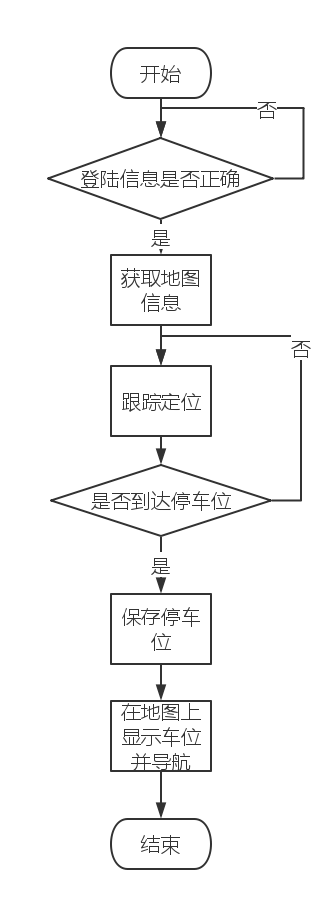 开始
否
登陆信息是否正确
是
获取地图
信息
否
跟踪定位
是否到达停车位
是
保存停车
位
在地图上
显示车位
并导航
结束